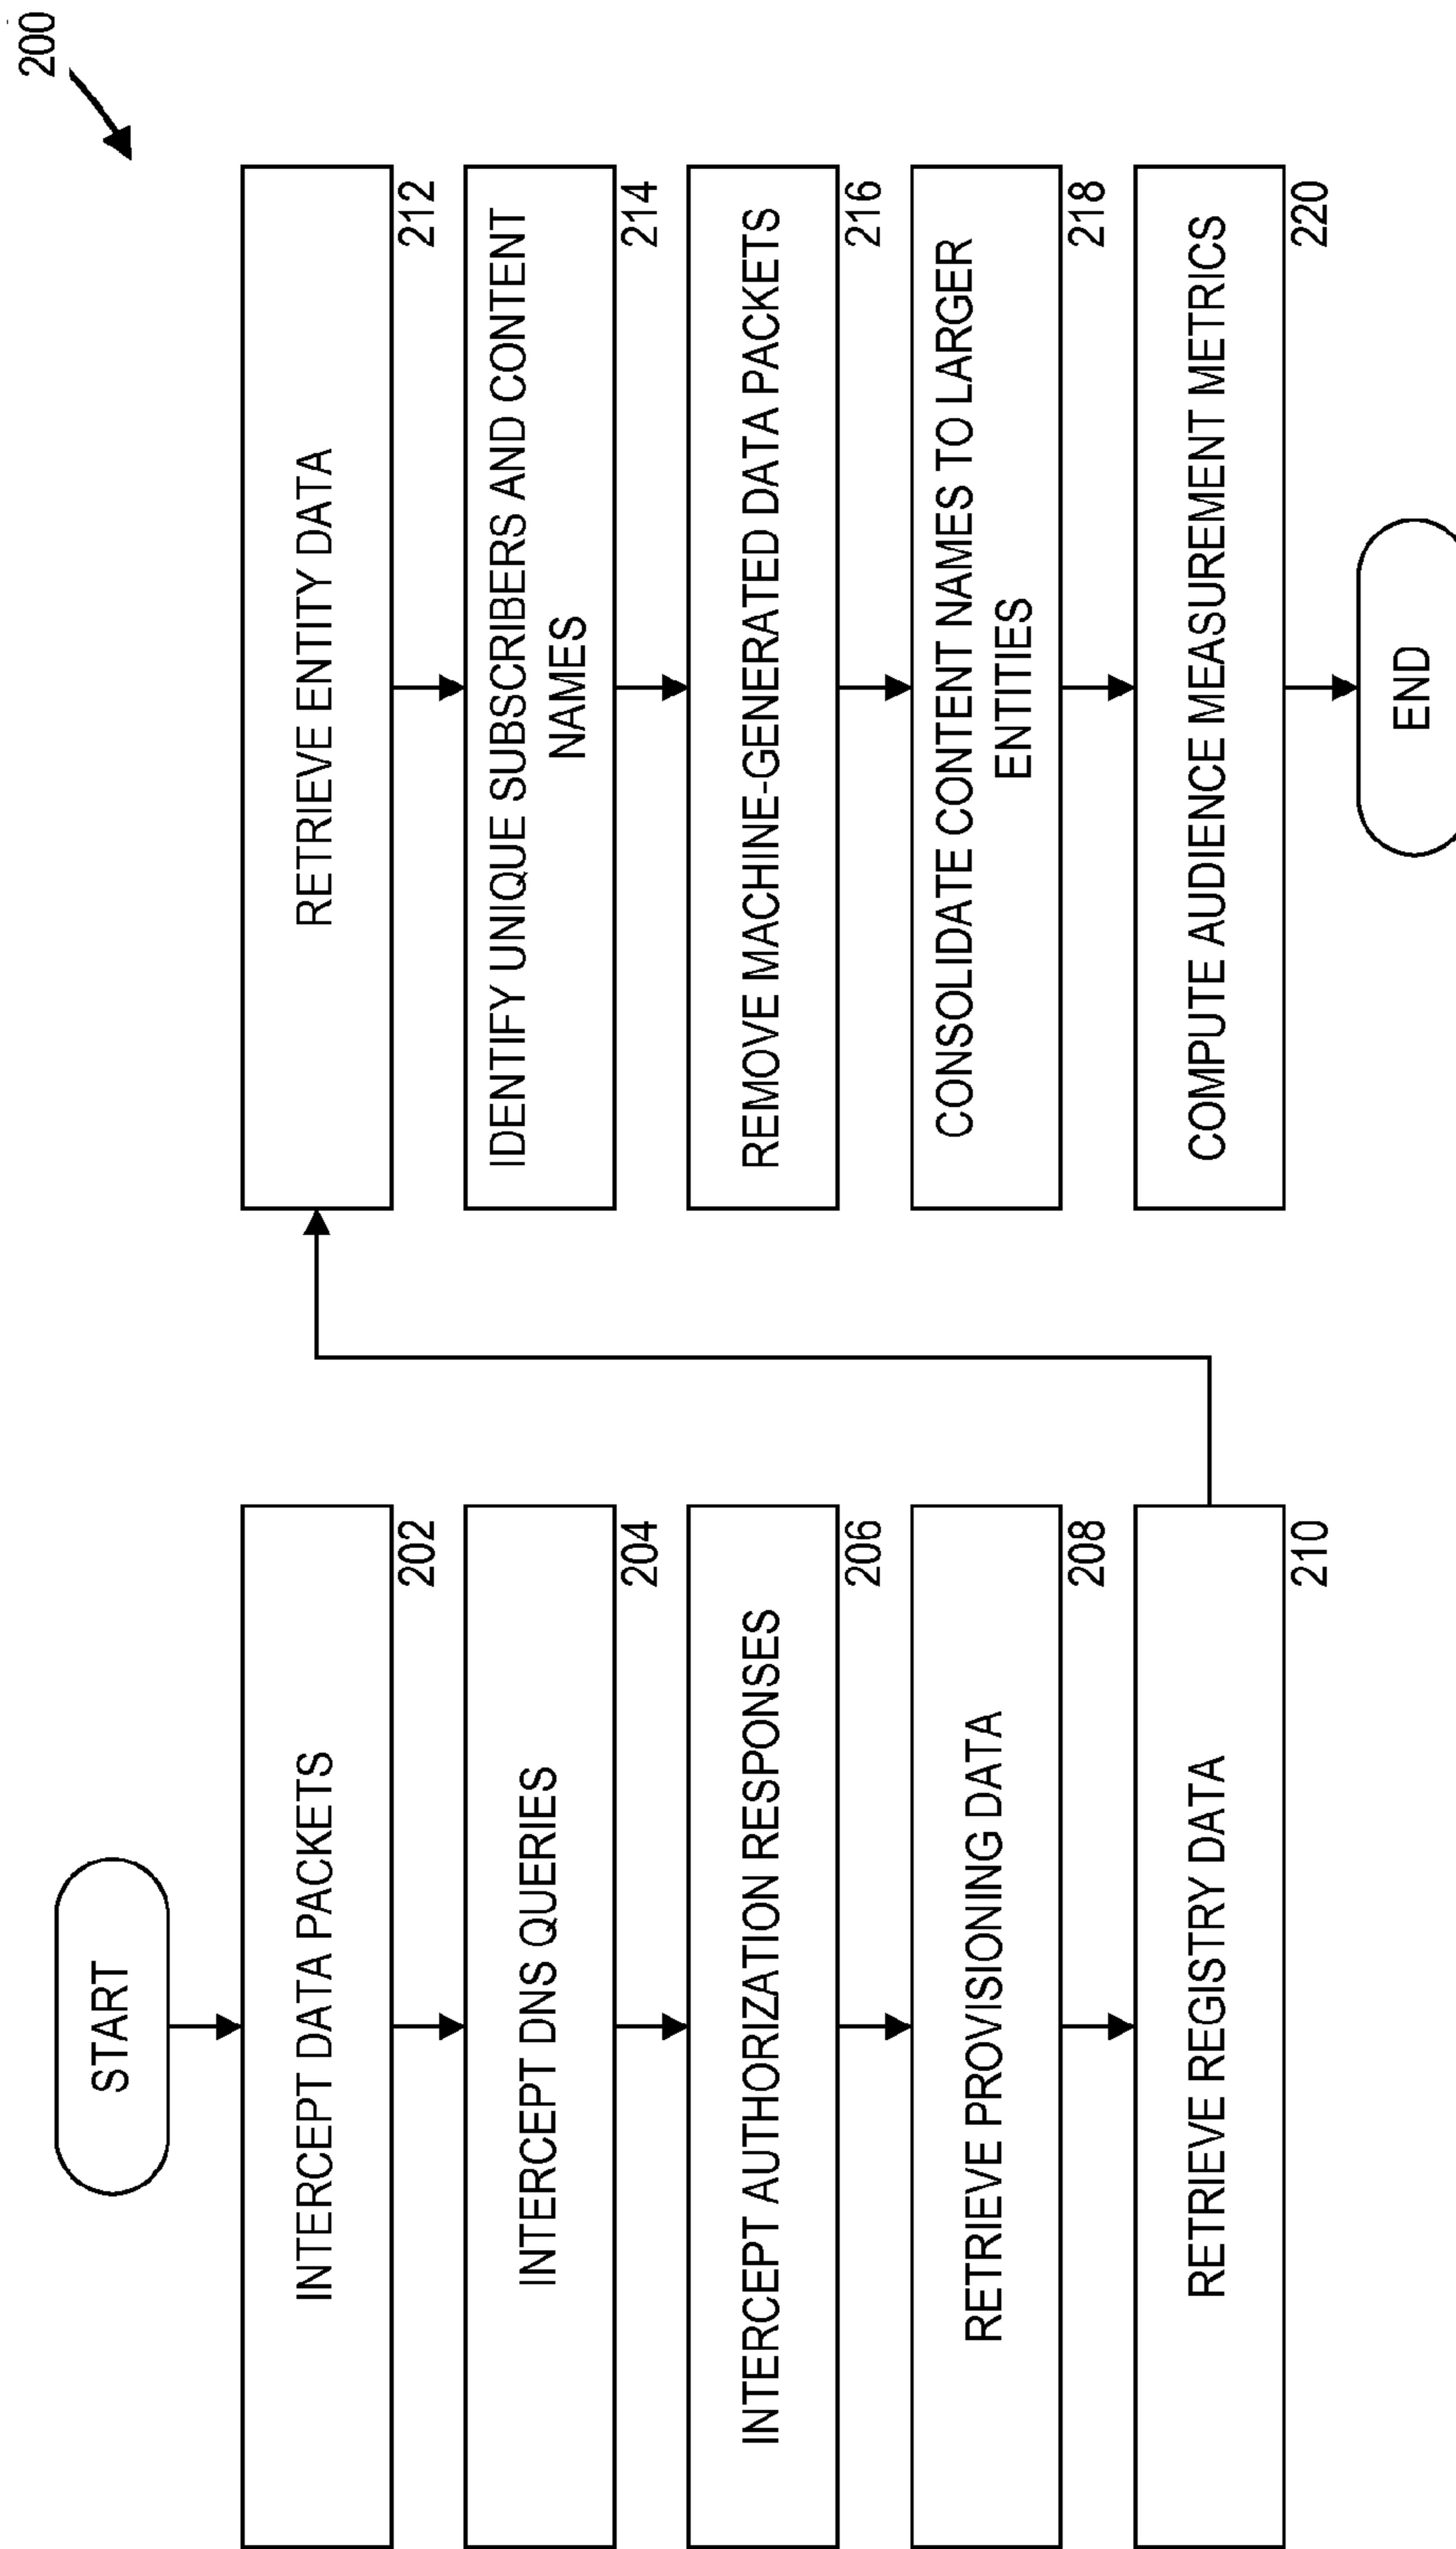 200
START
INTERCEPT DATA PACKETS
202
INTERCEPT DNS QUERIES
204
INTERCEPT AUTHORIZATION RESPONSES
206
RETRIEVE PROVISIONING DATA
208
RETRIEVE REGISTRY DATA
210
RETRIEVE ENTITY DATA
212
IDENTIFY UNIQUE SUBSCRIBERS AND CONTENT
NAMES
214
REMOVE MACHINE-GENERATED DATA PACKETS
216
CONSOLIDATE CONTENT NAMES TO LARGER
ENTITIES
218
COMPUTE AUDIENCE MEASUREMENT METRICS
220
END